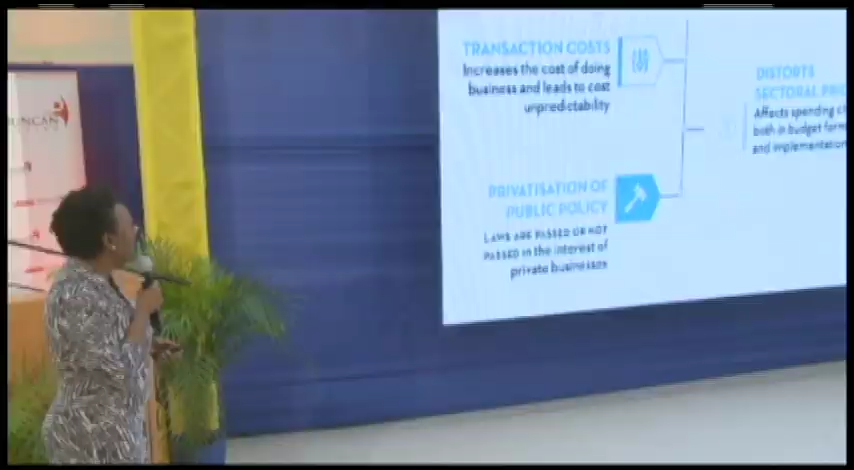 UNCAN
TRANSACTION COSTS
Increases the cost of doing
business and leads to cost
unpredictability
PRIVATISATION OF
PUBLIC POLICY
LAWS ARE PASSED OR NOT
PASSED in the interest of
private businesses
DISTORTS
SECTORAL
Affects spending
both in budget
and implementation